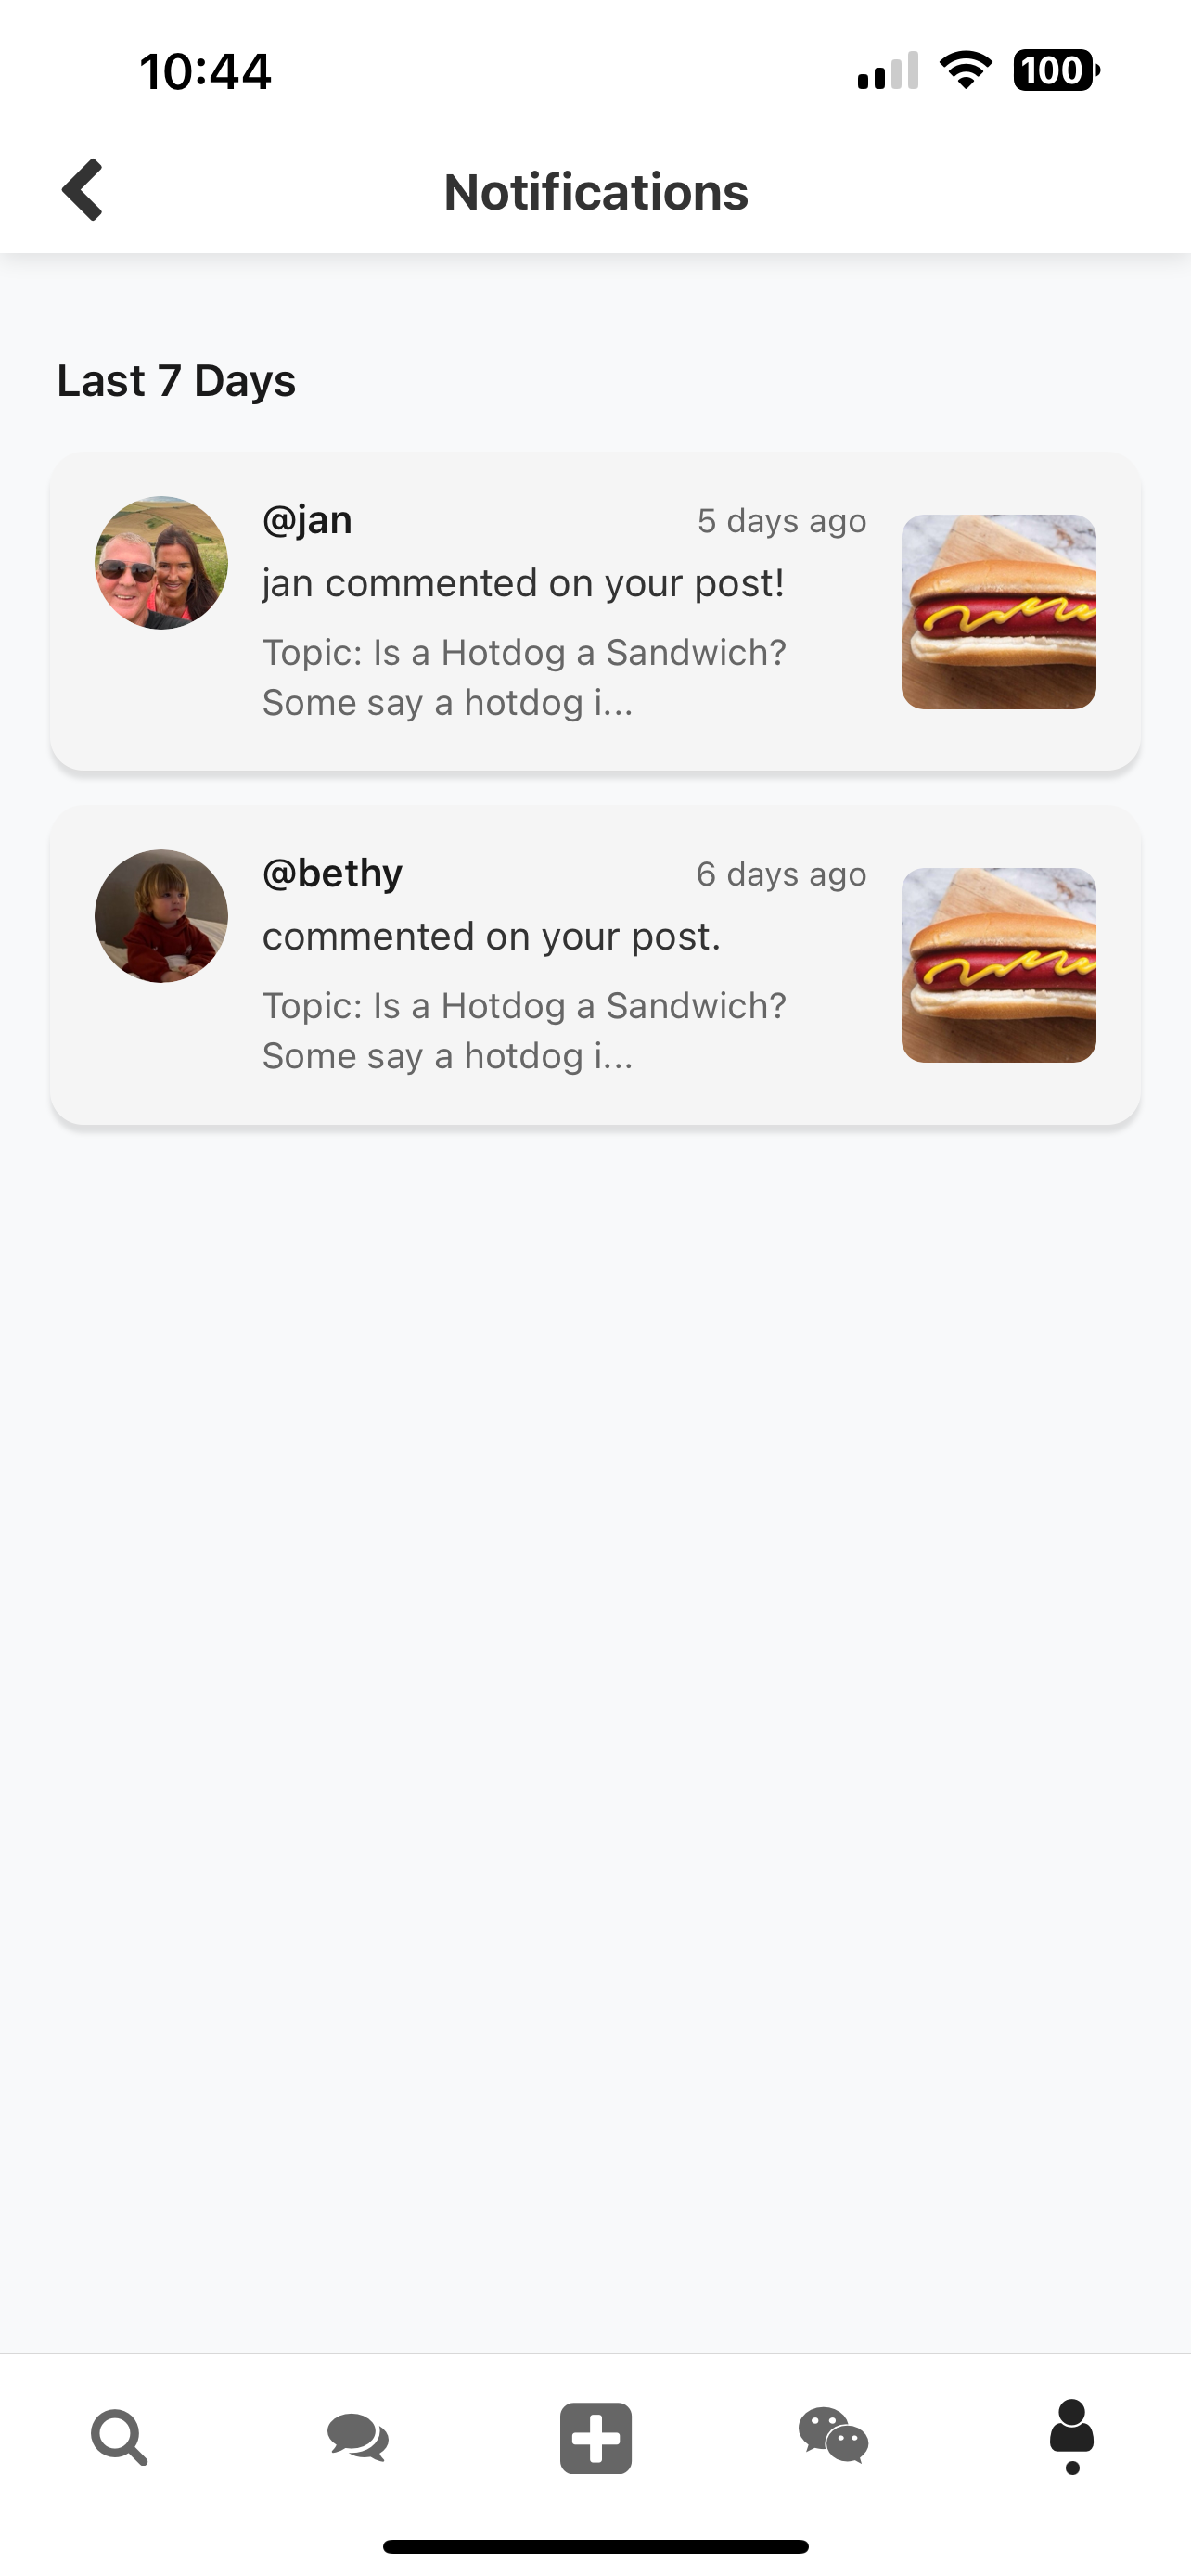 10:44
100
Notifications
Last 7 Days
@jan
5 days ago
jan commented on your post!
Topic: Is a Hotdog a Sandwich?
Some say a hotdog i...
@bethy
6 days ago
commented on your post.
Topic: Is a Hotdog a Sandwich?
Some say a hotdog i...